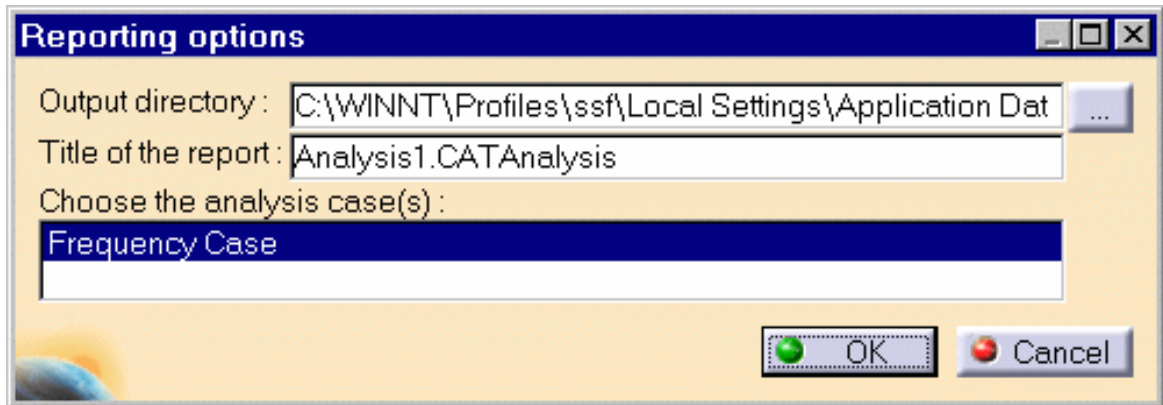 Reporting options
Output directory : C:\WINNT\Profiles\ssf\Local Settings\Application Dat ...
Title of the report : Analysis1.CATAnalysis
Choose the analysis case(s) :
Frequency Case
OK Cancel